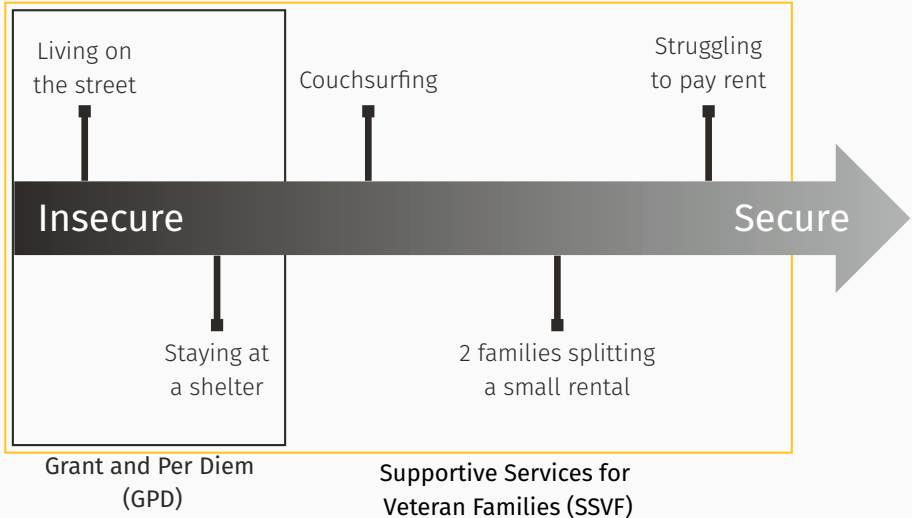 Living on
the street
Couchsurfing
Struggling
to pay rent
Insecure
Secure
Staying at
a shelter
2 families splitting
a small rental
Grant and Per Diem
(GPD)
Supportive Services for
Veteran Families (SSVF)